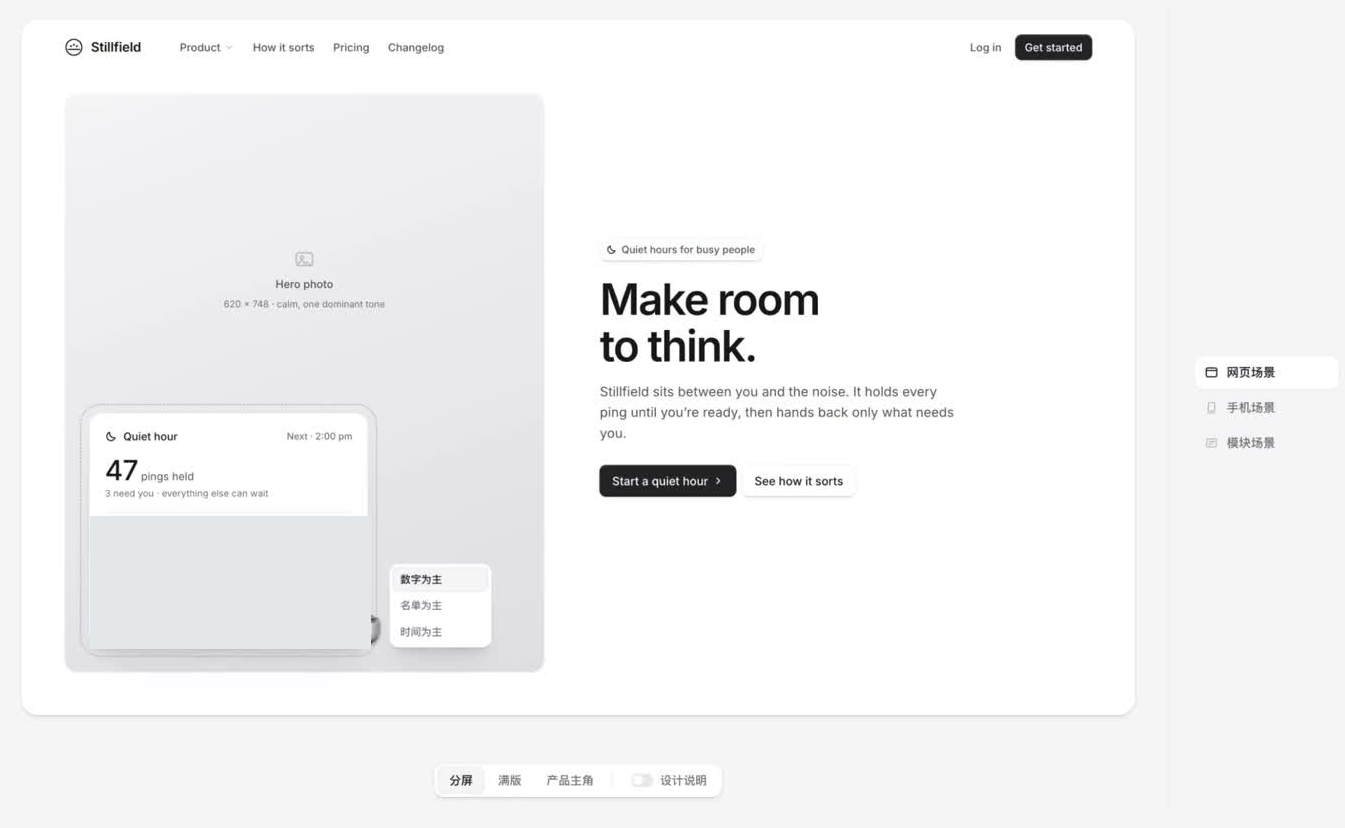 Stillfield
Product
How it sorts
Pricing
Changelog
Log in
Get started
Hero photo
620 × 748 · calm, one dominant tone
Quiet hour
Next · 2:00 pm
47 pings held
3 need you · everything else can wait
数字为主
名单为主
时间为主
Quiet hours for busy people
Make room
to think.
Stillfield sits between you and the noise. It holds every
ping until you’re ready, then hands back only what needs
you.
Start a quiet hour
See how it sorts
网页场景
手机场景
模块场景
分屏
满版
产品主角
设计说明